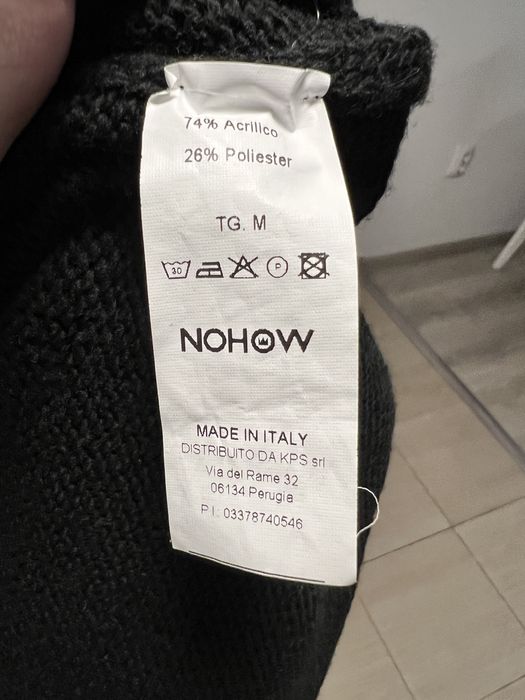 74% Acrilico
26% Poliester
TG. M
30 P
NOHOW
MADE IN ITALY
DISTRIBUITO DA KPS srl
Via del Rame 32
06134 Perugia
P.I.: 03378740546